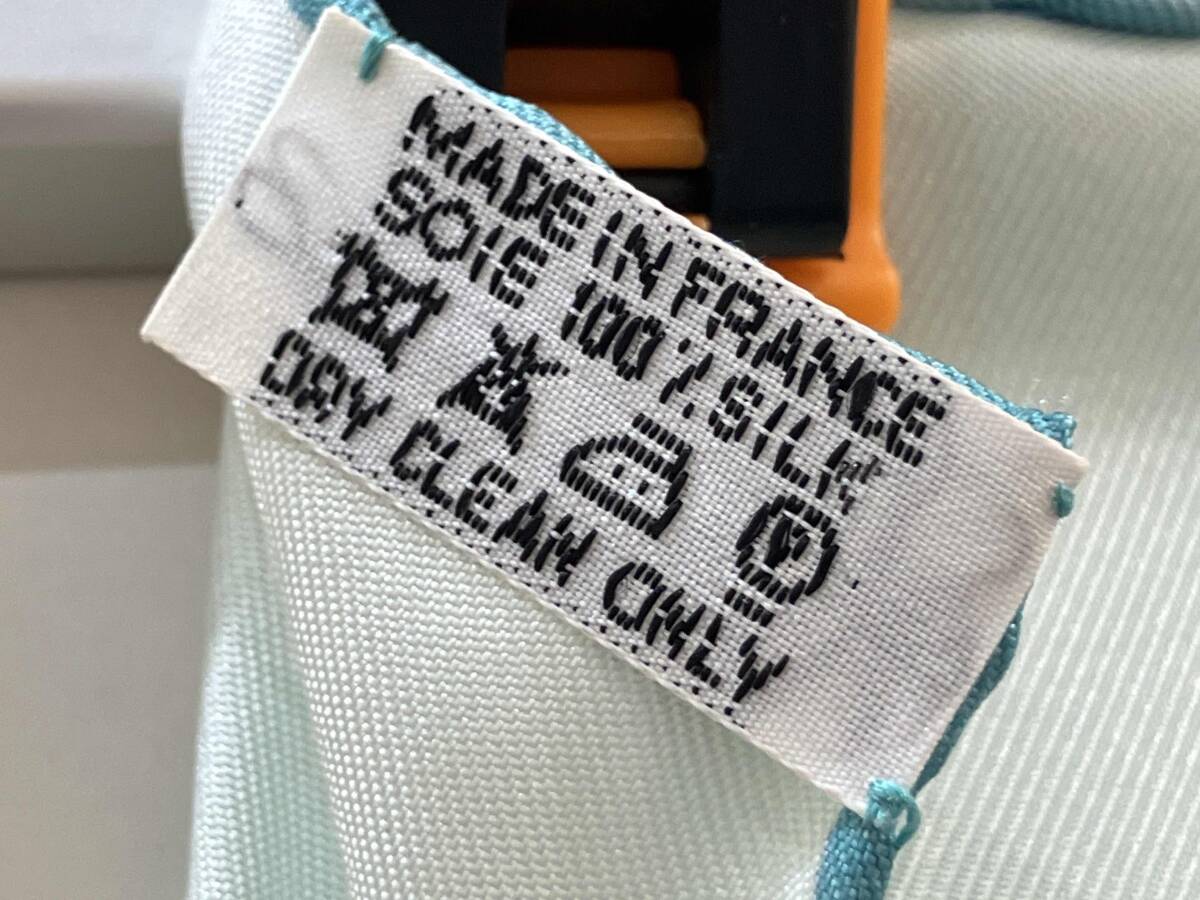 MADE IN FRANCE
SOIE 100%SILK
P
DRY CLEAN ONLY